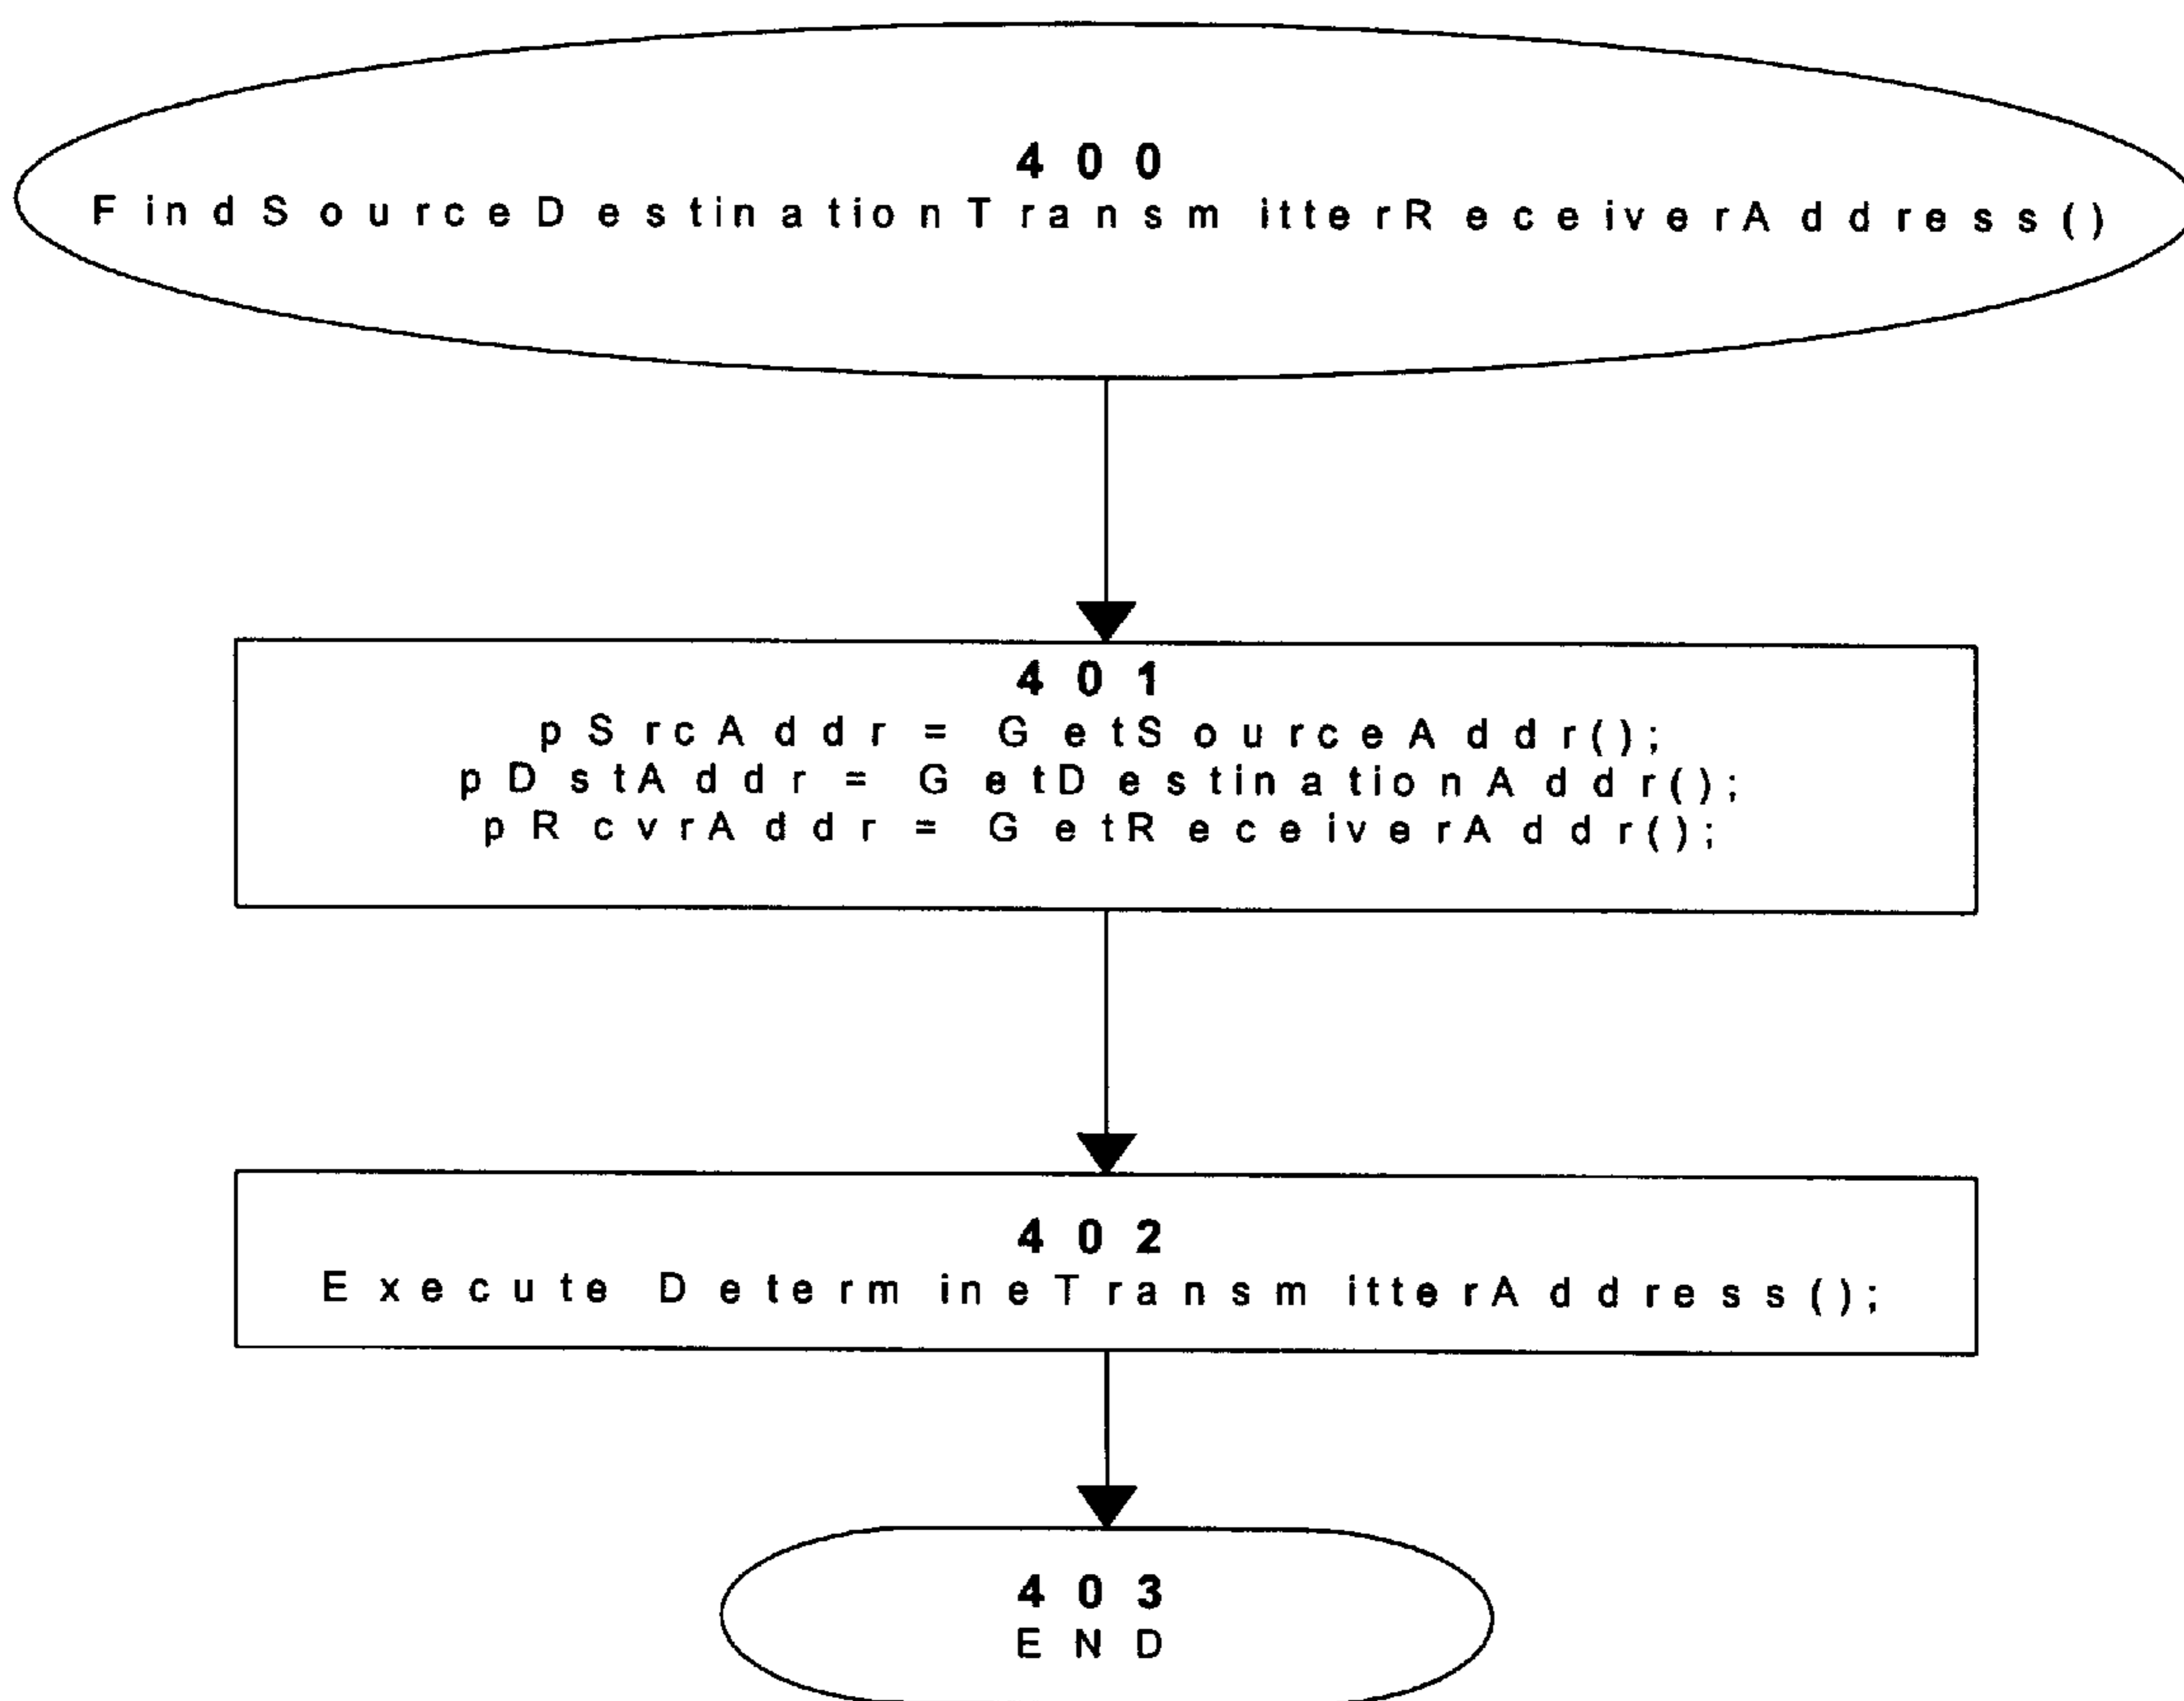 400
FindSourceDestinationTransmitterReceiverAddress()
401
pSrcAddr = GetSourceAddr();
pDstAddr = GetDestinationAddr();
pRcvrAddr = GetReceiverAddr();
402
Execute DetermineTransmitterAddress();
403
END